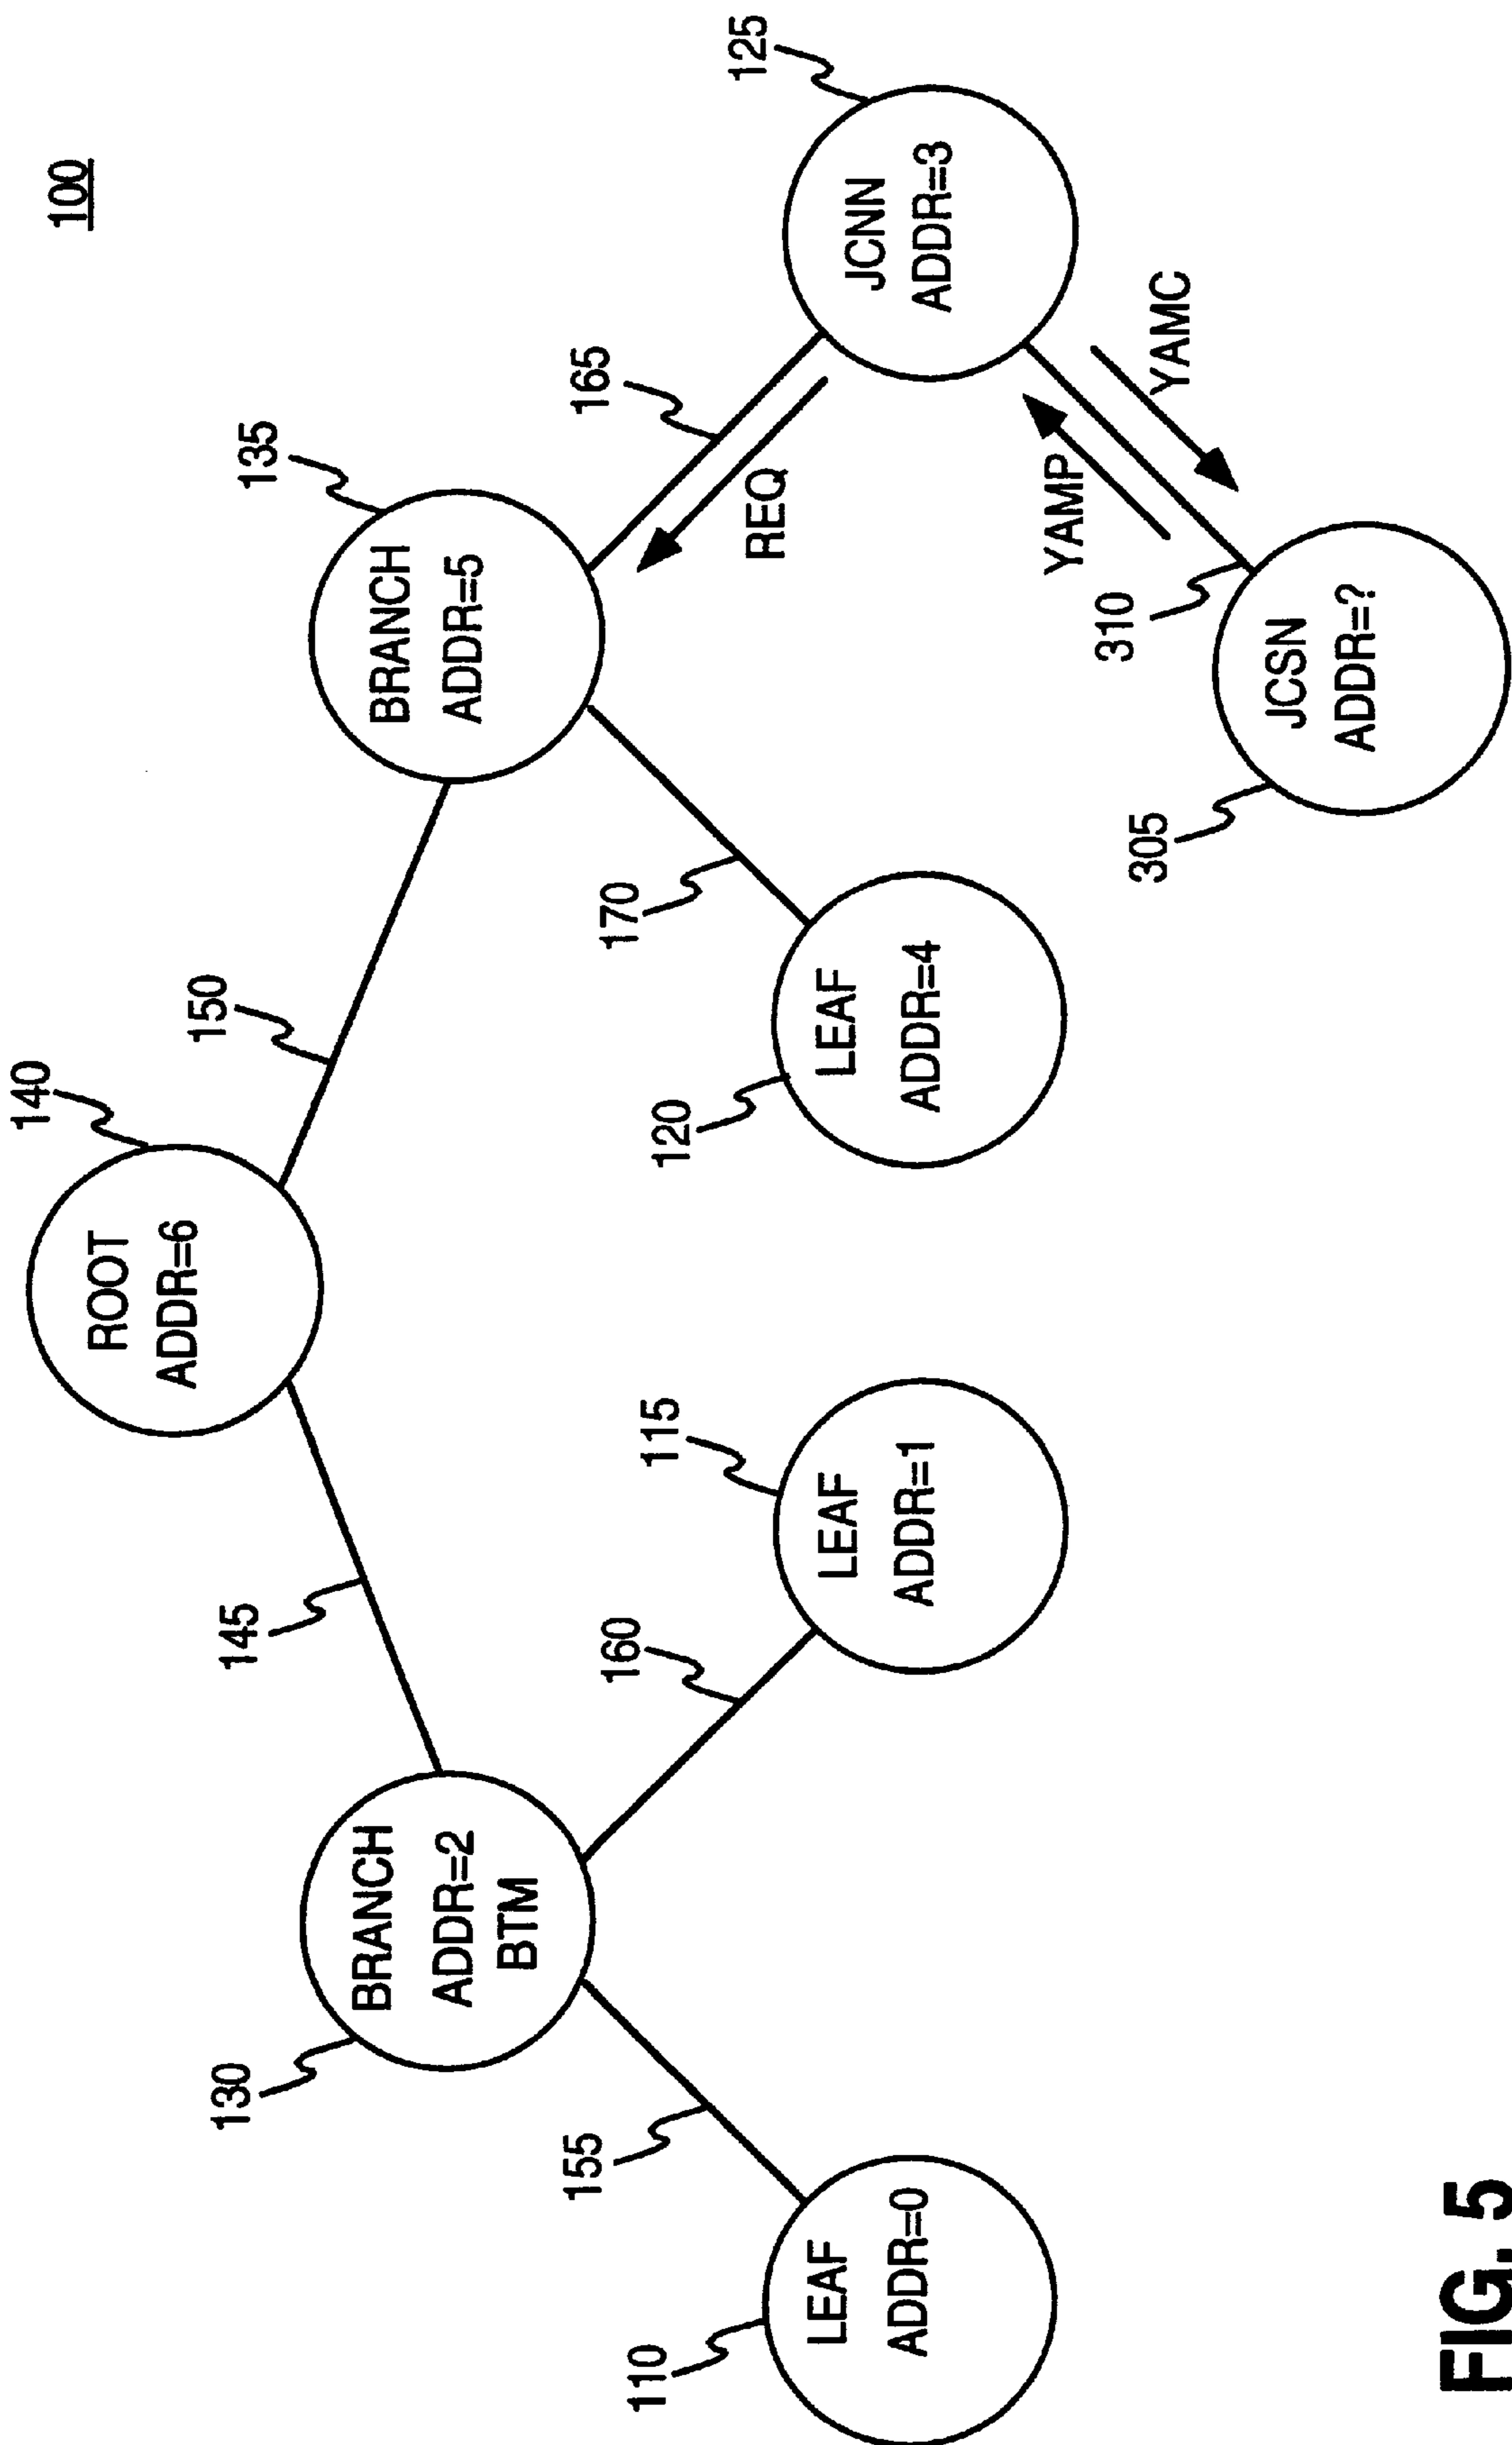 100
140
ROOT
ADDR=6
145
150
130
BRANCH
ADDR=2
BTM
135
BRANCH
ADDR=5
155
160
170
165
REQ
110
LEAF
ADDR=0
115
LEAF
ADDR=1
120
LEAF
ADDR=4
125
JCNN
ADDR=3
YAMP
YAMC
310
305
JCSN
ADDR=?
FIG. 5